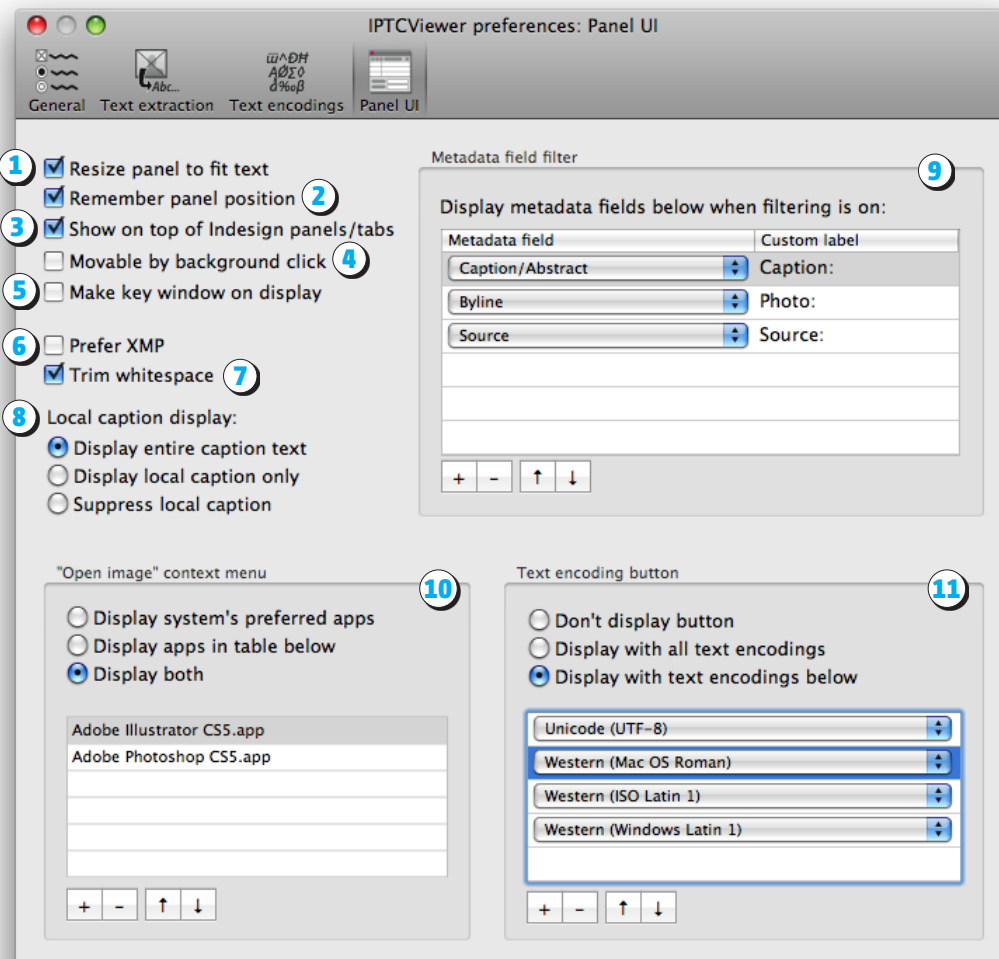 IPTCViewer preferences: Panel UI
Abc...
General Text extraction Text encodings Panel UI
1 Resize panel to fit text
Remember panel position 2
3 Show on top of Indesign panels/tabs
Movable by background click 4
5 Make key window on display
6 Prefer XMP
Trim whitespace 7
8 Local caption display:
Display entire caption text
Display local caption only
Suppress local caption
Metadata field filter
9
Display metadata fields below when filtering is on:
Metadata field Custom label
Caption/Abstract Caption:
Byline Photo:
Source Source:
+ - ↑ ↓
"Open image" context menu
10
Display system's preferred apps
Display apps in table below
Display both
Adobe Illustrator CS5.app
Adobe Photoshop CS5.app
+ - ↑ ↓
Text encoding button
11
Don't display button
Display with all text encodings
Display with text encodings below
Unicode (UTF-8)
Western (Mac OS Roman)
Western (ISO Latin 1)
Western (Windows Latin 1)
+ - ↑ ↓